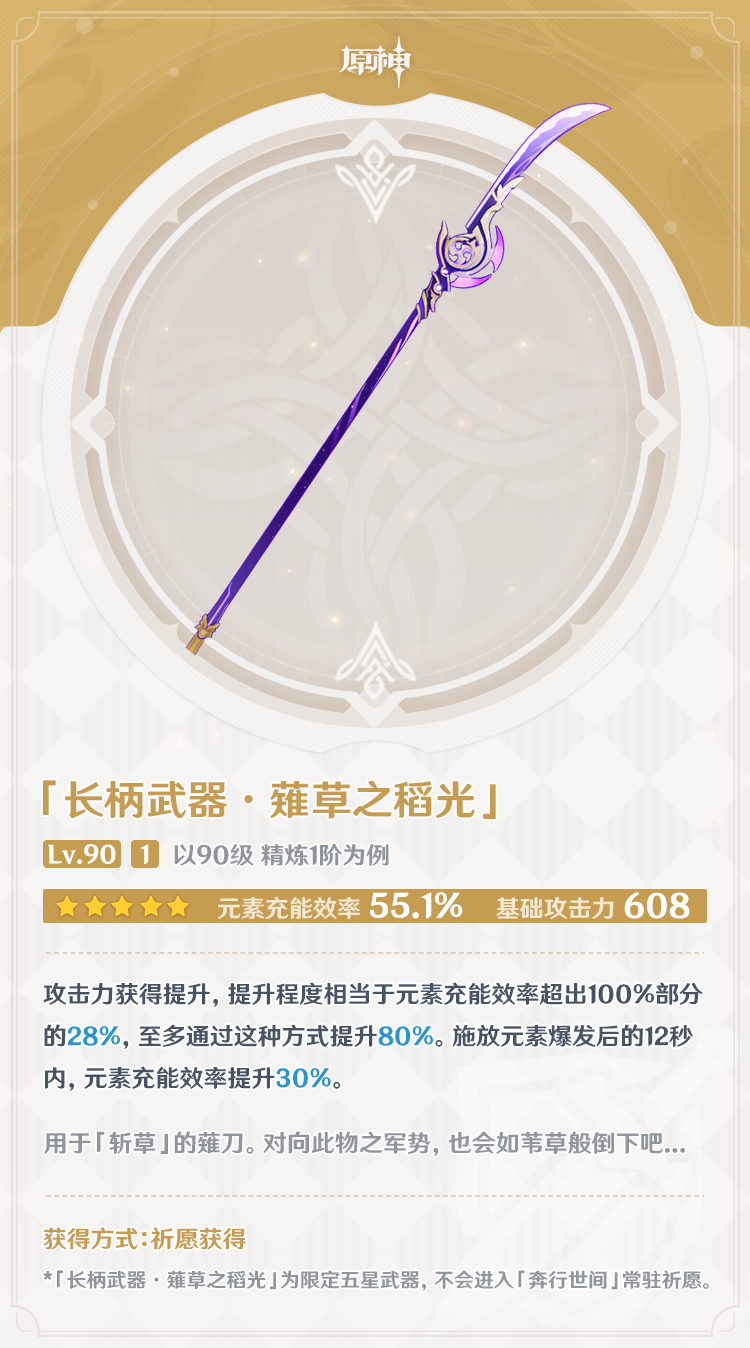 原神
「长柄武器·薙草之稻光」
Lv.90 1 以90级 精炼1阶为例
元素充能效率 55.1% 基础攻击力 608
攻击力获得提升，提升程度相当于元素充能效率超出100%部分
的28%，至多通过这种方式提升80%。施放元素爆发后的12秒
内，元素充能效率提升30%。
用于「斩草」的薙刀。对向此物之军势，也会如苇草般倒下吧...
获得方式：祈愿获得
*「长柄武器·薙草之稻光」为限定五星武器，不会进入「奔行世间」常驻祈愿。